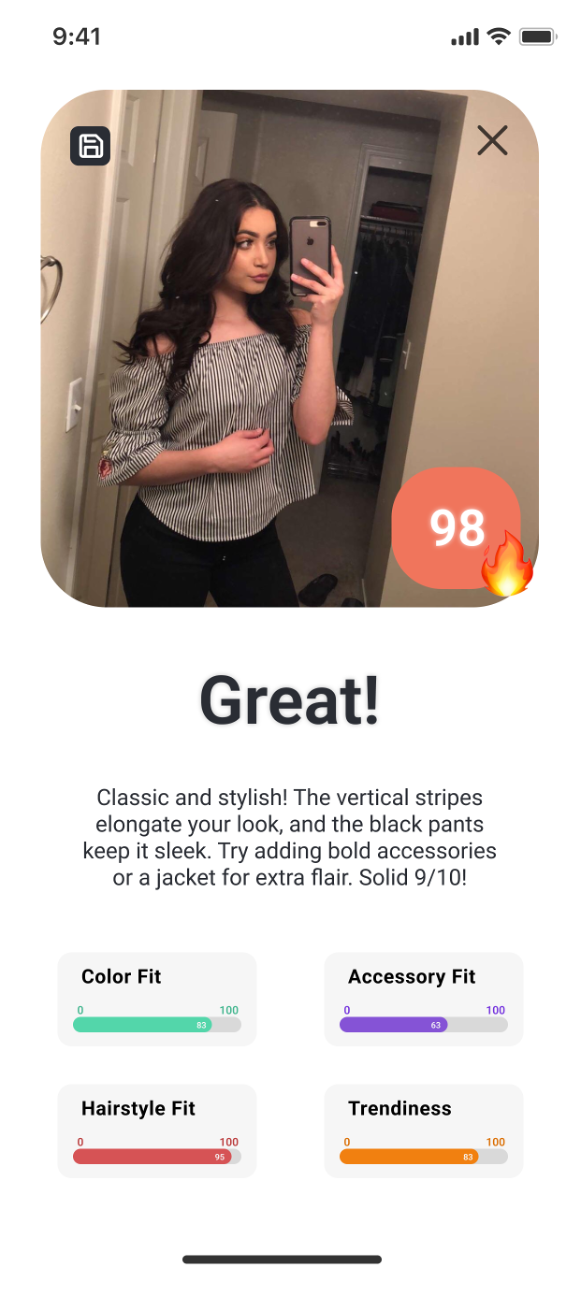 9:41
98
Great!
Classic and stylish! The vertical stripes
elongate your look, and the black pants
keep it sleek. Try adding bold accessories
or a jacket for extra flair. Solid 9/10!
Color Fit
0 100
83
Accessory Fit
0 100
63
Hairstyle Fit
0 100
95
Trendiness
0 100
83